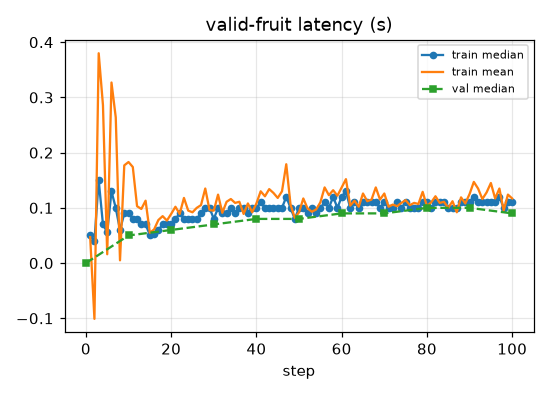 valid-fruit latency (s)
train median
train mean
val median
0.4
0.3
0.2
0.1
0.0
−0.1
0 20 40 60 80 100
step